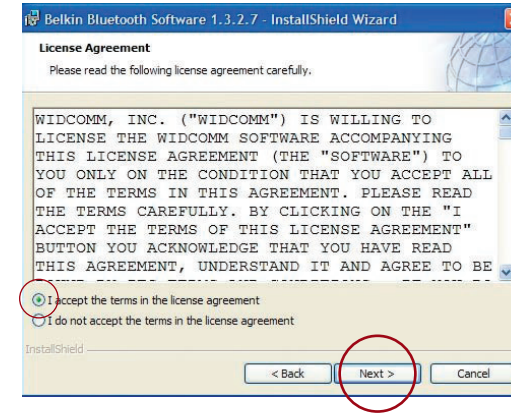 Belkin Bluetooth Software 1.3.2.7 - InstallShield Wizard
License Agreement
Please read the following license agreement carefully.
WIDCOMM, INC. ("WIDCOMM") IS WILLING TO
LICENSE THE WIDCOMM SOFTWARE ACCOMPANYING
THIS LICENSE AGREEMENT (THE "SOFTWARE") TO
YOU ONLY ON THE CONDITION THAT YOU ACCEPT ALL
OF THE TERMS IN THIS AGREEMENT. PLEASE READ
THE TERMS CAREFULLY. BY CLICKING ON THE "I
ACCEPT THE TERMS OF THIS LICENSE AGREEMENT"
BUTTON YOU ACKNOWLEDGE THAT YOU HAVE READ
THIS AGREEMENT, UNDERSTAND IT AND AGREE TO BE
I accept the terms in the license agreement
I do not accept the terms in the license agreement
InstallShield
< Back Next > Cancel